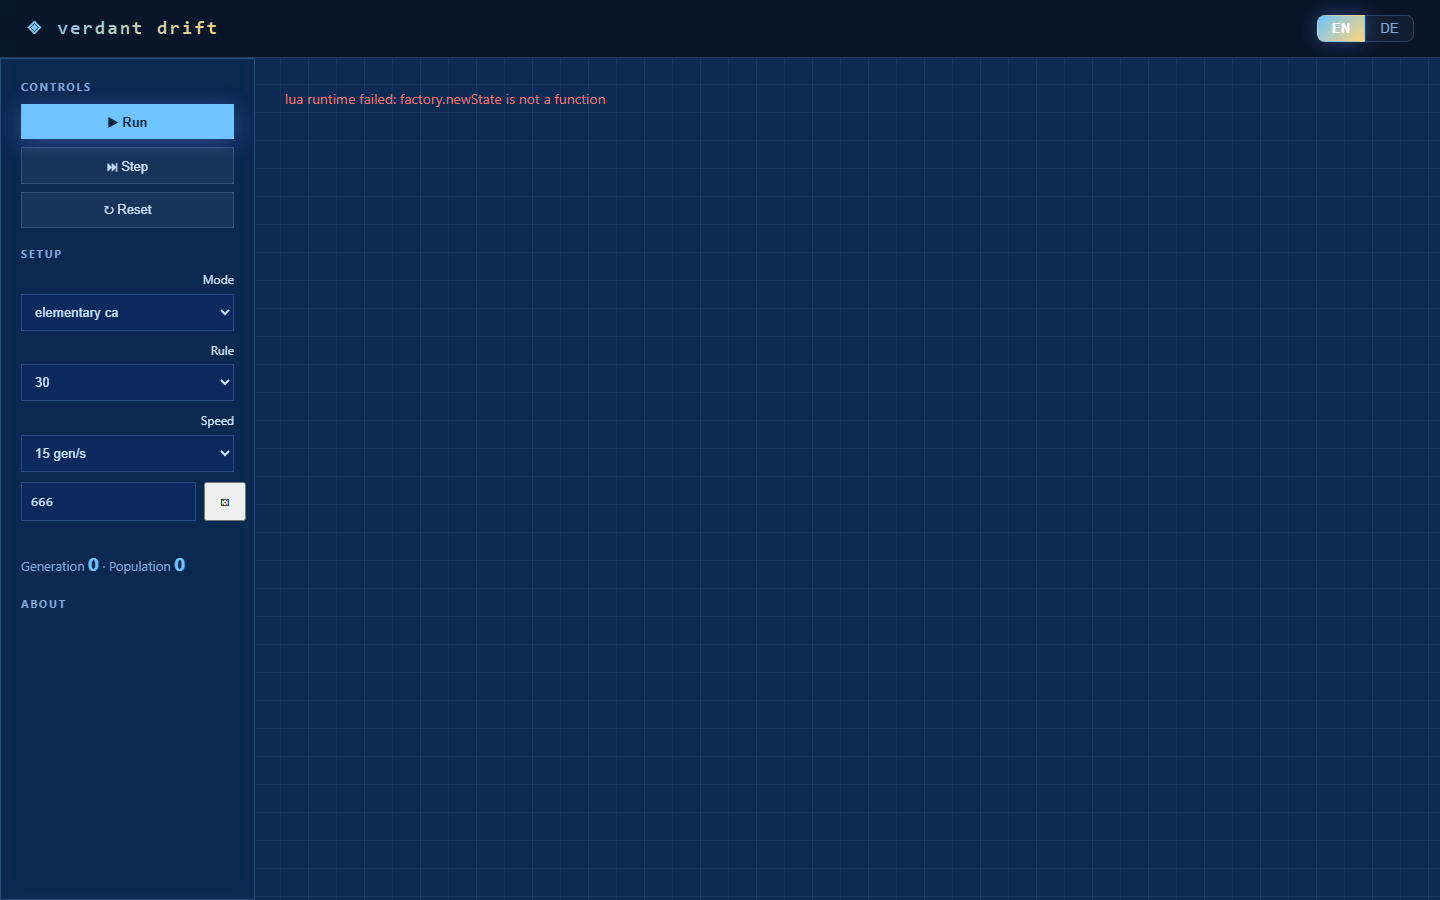 ◈ verdant drift
EN DE
CONTROLS
▶ Run
⏭ Step
↻ Reset
SETUP
Mode
elementary ca
Rule
30
Speed
15 gen/s
666
Generation 0 · Population 0
ABOUT
lua runtime failed: factory.newState is not a function